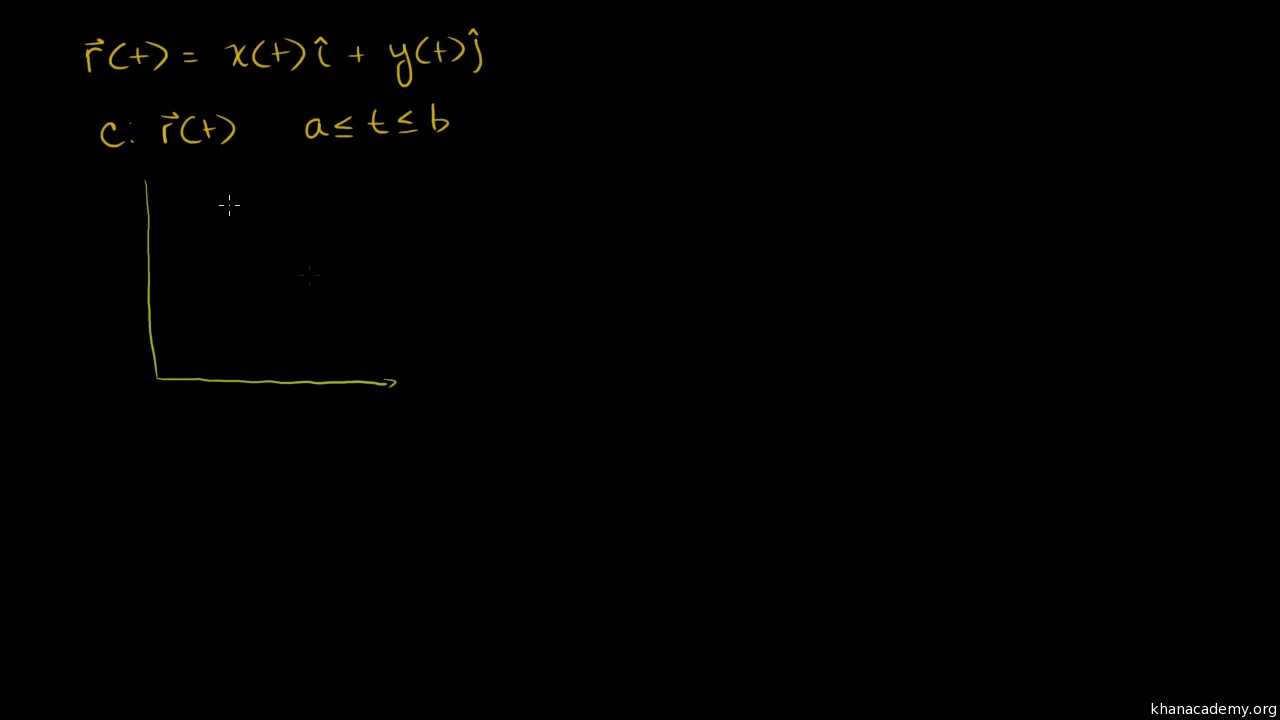 r⃗(t) = x(t)î + y(t)ĵ
c: r⃗(t) a ≤ t ≤ b
khanacademy.org